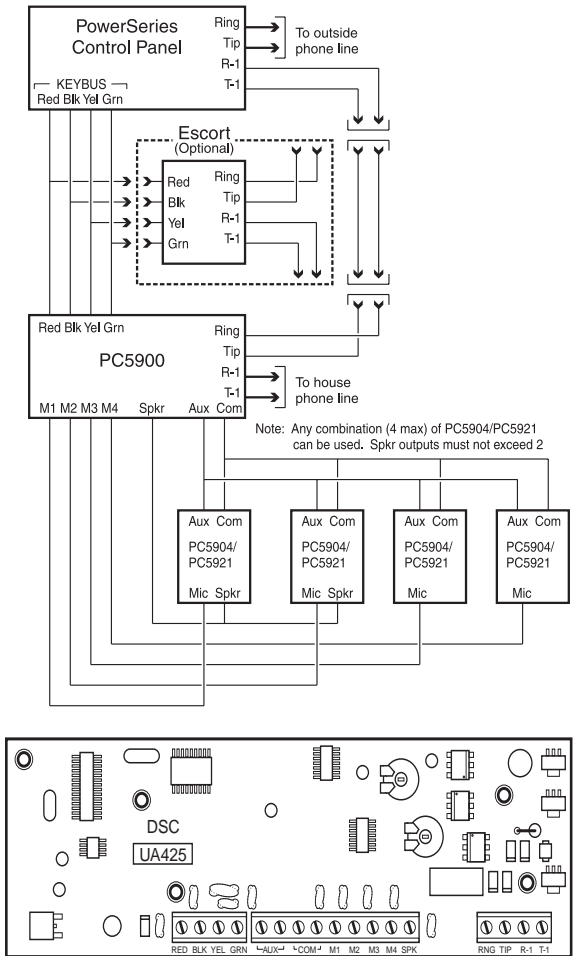 PowerSeries
Control Panel
Ring
Tip
R-1
T-1
To outside
phone line
KEYBUS
Red Blk Yel Grn
Escort
(Optional)
Red
Blk
Yel
Grn
Ring
Tip
R-1
T-1
Red Blk Yel Grn
PC5900
Ring
Tip
R-1
T-1
To house
phone line
M1 M2 M3 M4 Spkr Aux Com
Note: Any combination (4 max) of PC5904/PC5921
can be used. Spkr outputs must not exceed 2
Aux Com
PC5904/
PC5921
Mic Spkr
Aux Com
PC5904/
PC5921
Mic Spkr
Aux Com
PC5904/
PC5921
Mic
Aux Com
PC5904/
PC5921
Mic
DSC
UA425
RED BLK YEL GRN AUX COM M1 M2 M3 M4 SPK RNG TIP R-1 T-1